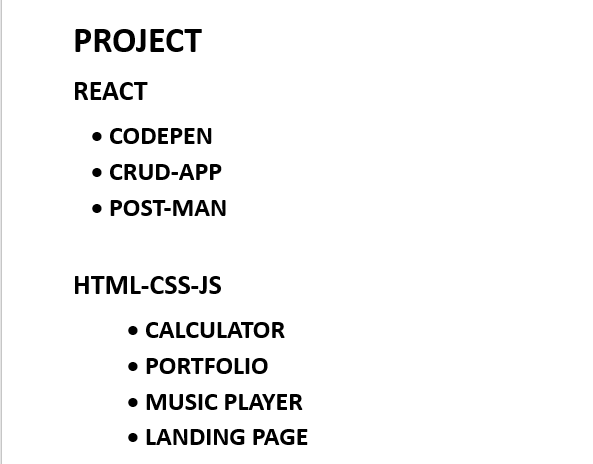 PROJECT
REACT
• CODEPEN
• CRUD-APP
• POST-MAN
HTML-CSS-JS
• CALCULATOR
• PORTFOLIO
• MUSIC PLAYER
• LANDING PAGE